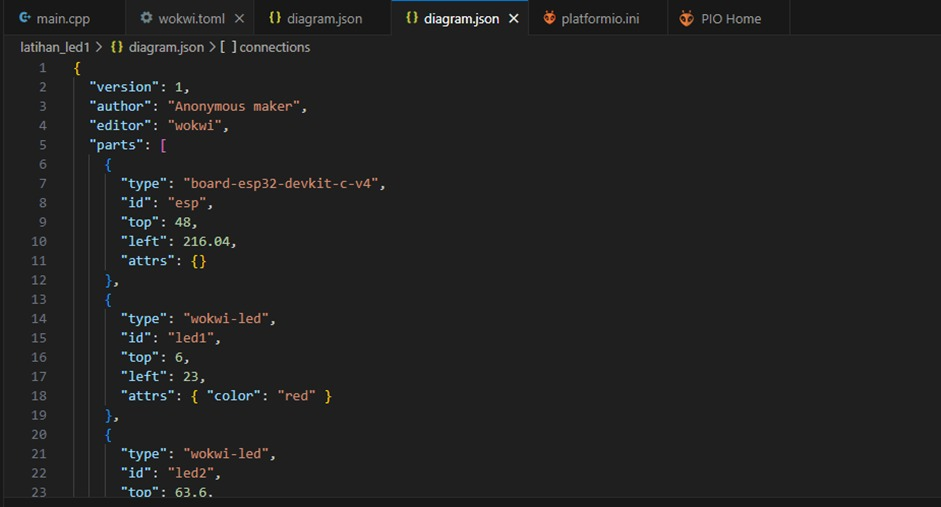 main.cpp wokwi.toml diagram.json diagram.json platformio.ini PIO Home
latihan_led1 > {} diagram.json > [ ] connections
1 {
2 "version": 1,
3 "author": "Anonymous maker",
4 "editor": "wokwi",
5 "parts": [
6 {
7 "type": "board-esp32-devkit-c-v4",
8 "id": "esp",
9 "top": 48,
10 "left": 216.04,
11 "attrs": {}
12 },
13 {
14 "type": "wokwi-led",
15 "id": "led1",
16 "top": 6,
17 "left": 23,
18 "attrs": { "color": "red" }
19 },
20 {
21 "type": "wokwi-led",
22 "id": "led2",
23 "top": 63.6,